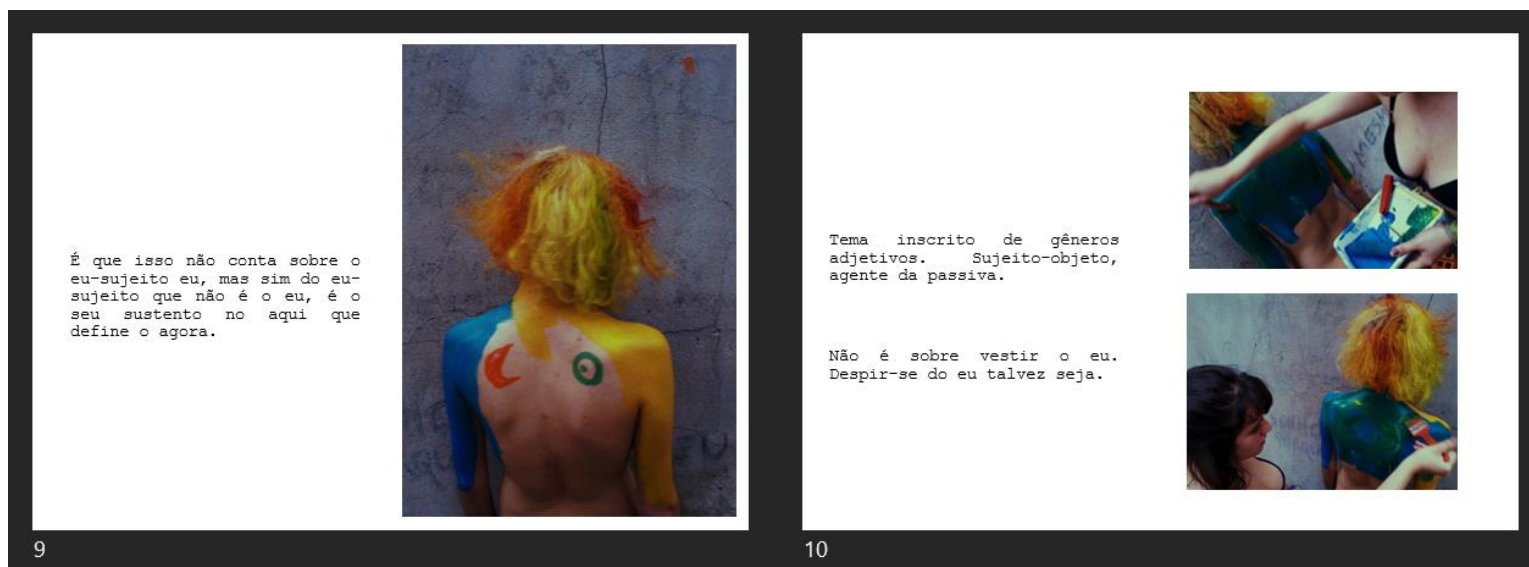 É que isso não conta sobre o
eu-sujeito eu, mas sim do eu-
sujeito que não é o eu, é o
seu sustento no aqui que
define o agora.
9
Tema inscrito de gêneros
adjetivos. Sujeito-objeto,
agente da passiva.
Não é sobre vestir o eu.
Despir-se do eu talvez seja.
10